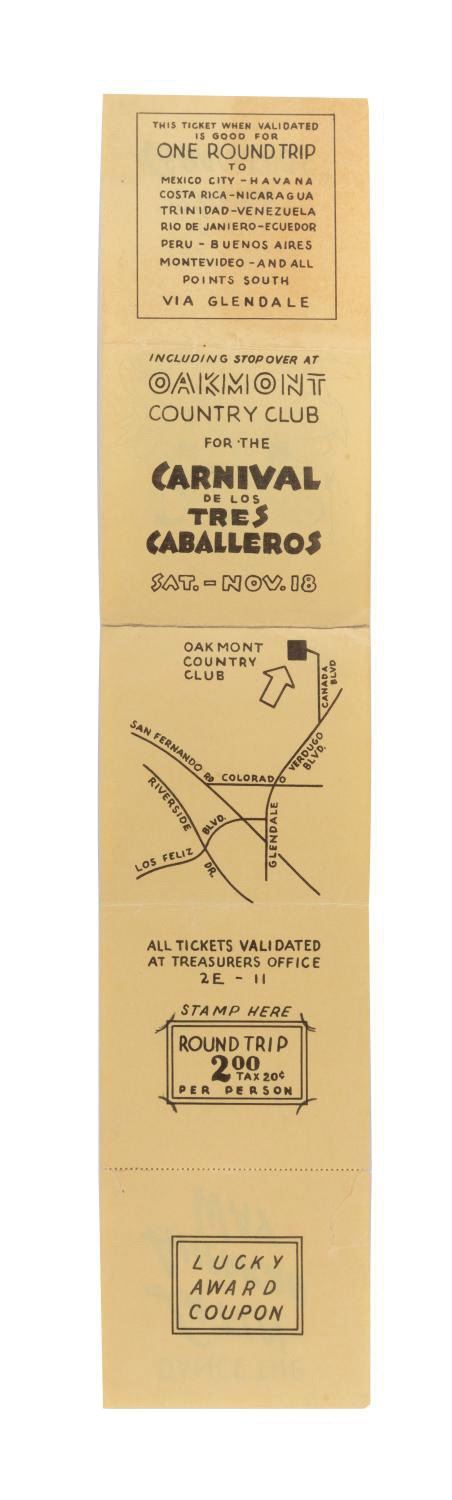 THIS TICKET WHEN VALIDATED
IS GOOD FOR
ONE ROUND TRIP
TO
MEXICO CITY - HAVANA
COSTA RICA - NICARAGUA
TRINIDAD - VENEZUELA
RIO DE JANIERO - ECUEDOR
PERU - BUENOS AIRES
MONTEVIDEO - AND ALL
POINTS SOUTH
VIA GLENDALE
INCLUDING STOPOVER AT
OAKMONT
COUNTRY CLUB
FOR THE
CARNIVAL
DE LOS
TRES
CABALLEROS
SAT. - NOV. 18
OAKMONT
COUNTRY
CLUB
CANADA
BLVD
VERDUGO
BLVD.
SAN FERNANDO RD
COLORADO
RIVERSIDE
DR.
LOS FELIZ
BLVD.
GLENDALE
ALL TICKETS VALIDATED
AT TREASURERS OFFICE
2E - 11
STAMP HERE
ROUND TRIP
2.00
TAX 20¢
PER PERSON
LUCKY
AWARD
COUPON